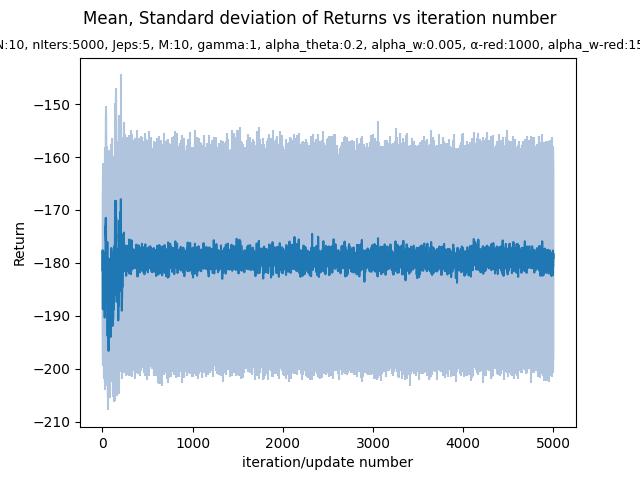 Mean, Standard deviation of Returns vs iteration number
:10, nIters:5000, Jeps:5, M:10, gamma:1, alpha_theta:0.2, alpha_w:0.005, α-red:1000, alpha_w-red:15
−150
−160
−170
−180
−190
−200
−210
Return
0 1000 2000 3000 4000 5000
iteration/update number